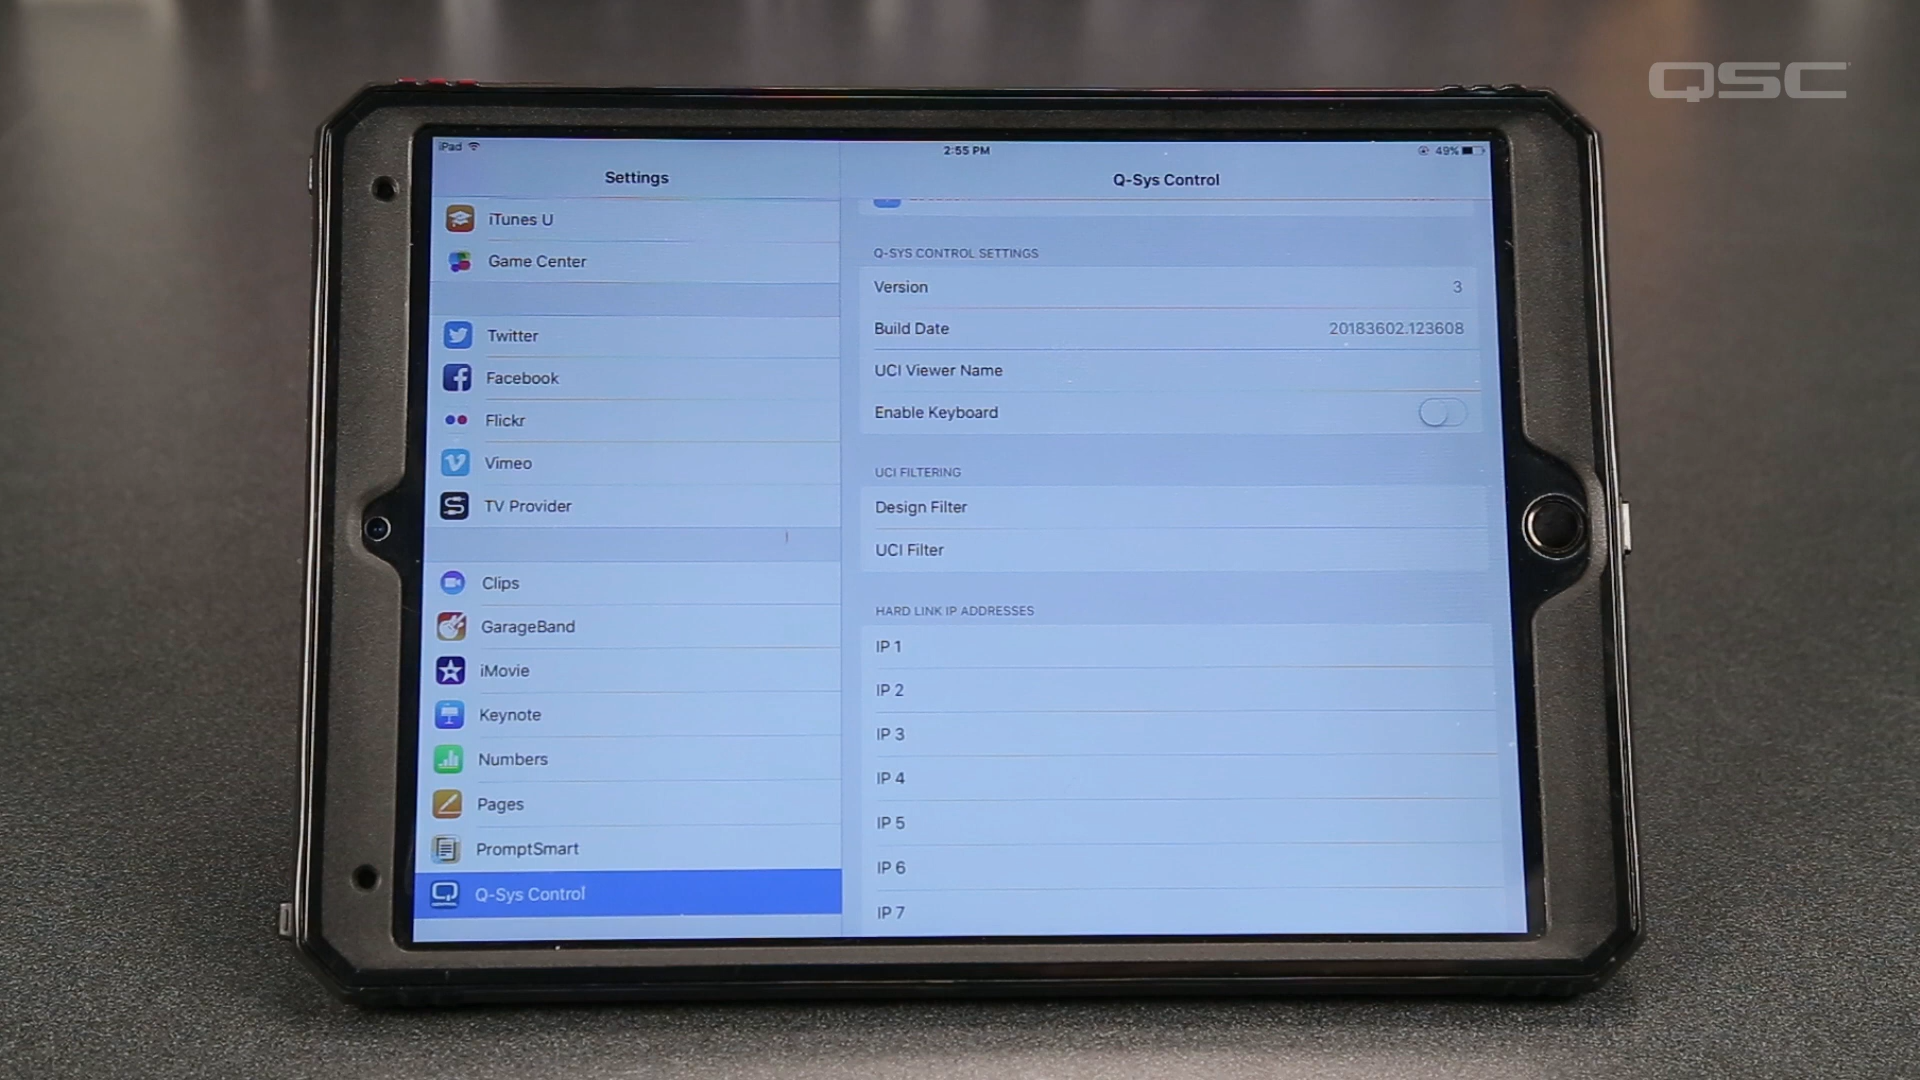 QSC
iPad
2:55 PM
49%
Settings
Q-Sys Control
iTunes U
Game Center
Twitter
Facebook
Flickr
Vimeo
TV Provider
Clips
GarageBand
iMovie
Keynote
Numbers
Pages
PromptSmart
Q-Sys Control
Q-SYS CONTROL SETTINGS
Version 3
Build Date 20183602.123608
UCI Viewer Name
Enable Keyboard
UCI FILTERING
Design Filter
UCI Filter
HARD LINK IP ADDRESSES
IP 1
IP 2
IP 3
IP 4
IP 5
IP 6
IP 7